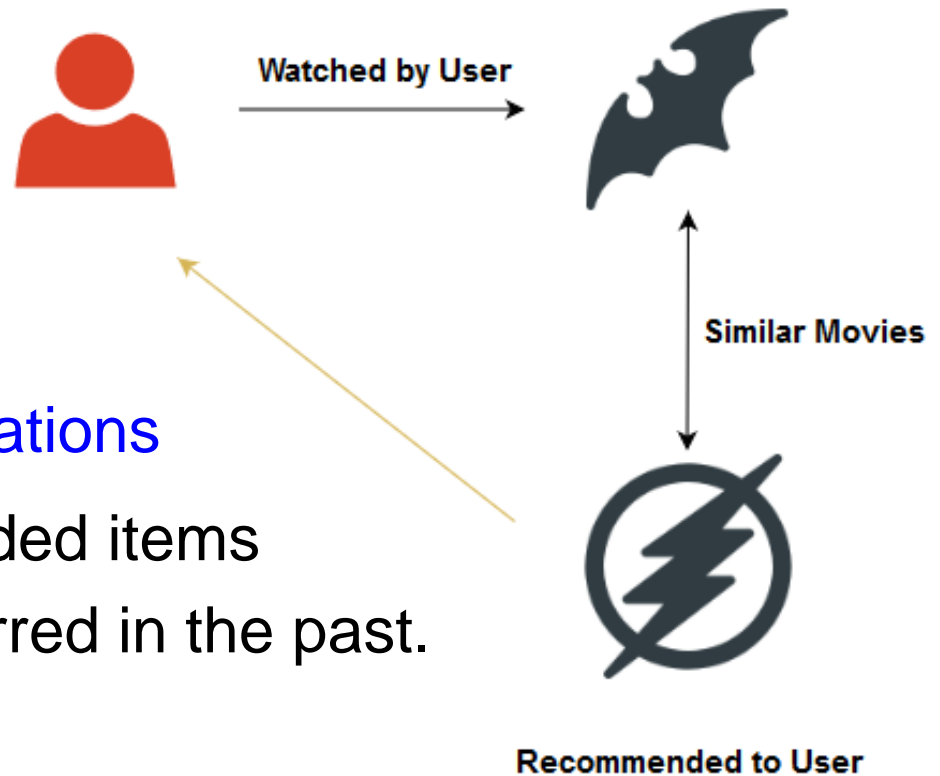 Watched by User
Similar Movies
ations
ded items
rred in the past.
Recommended to User